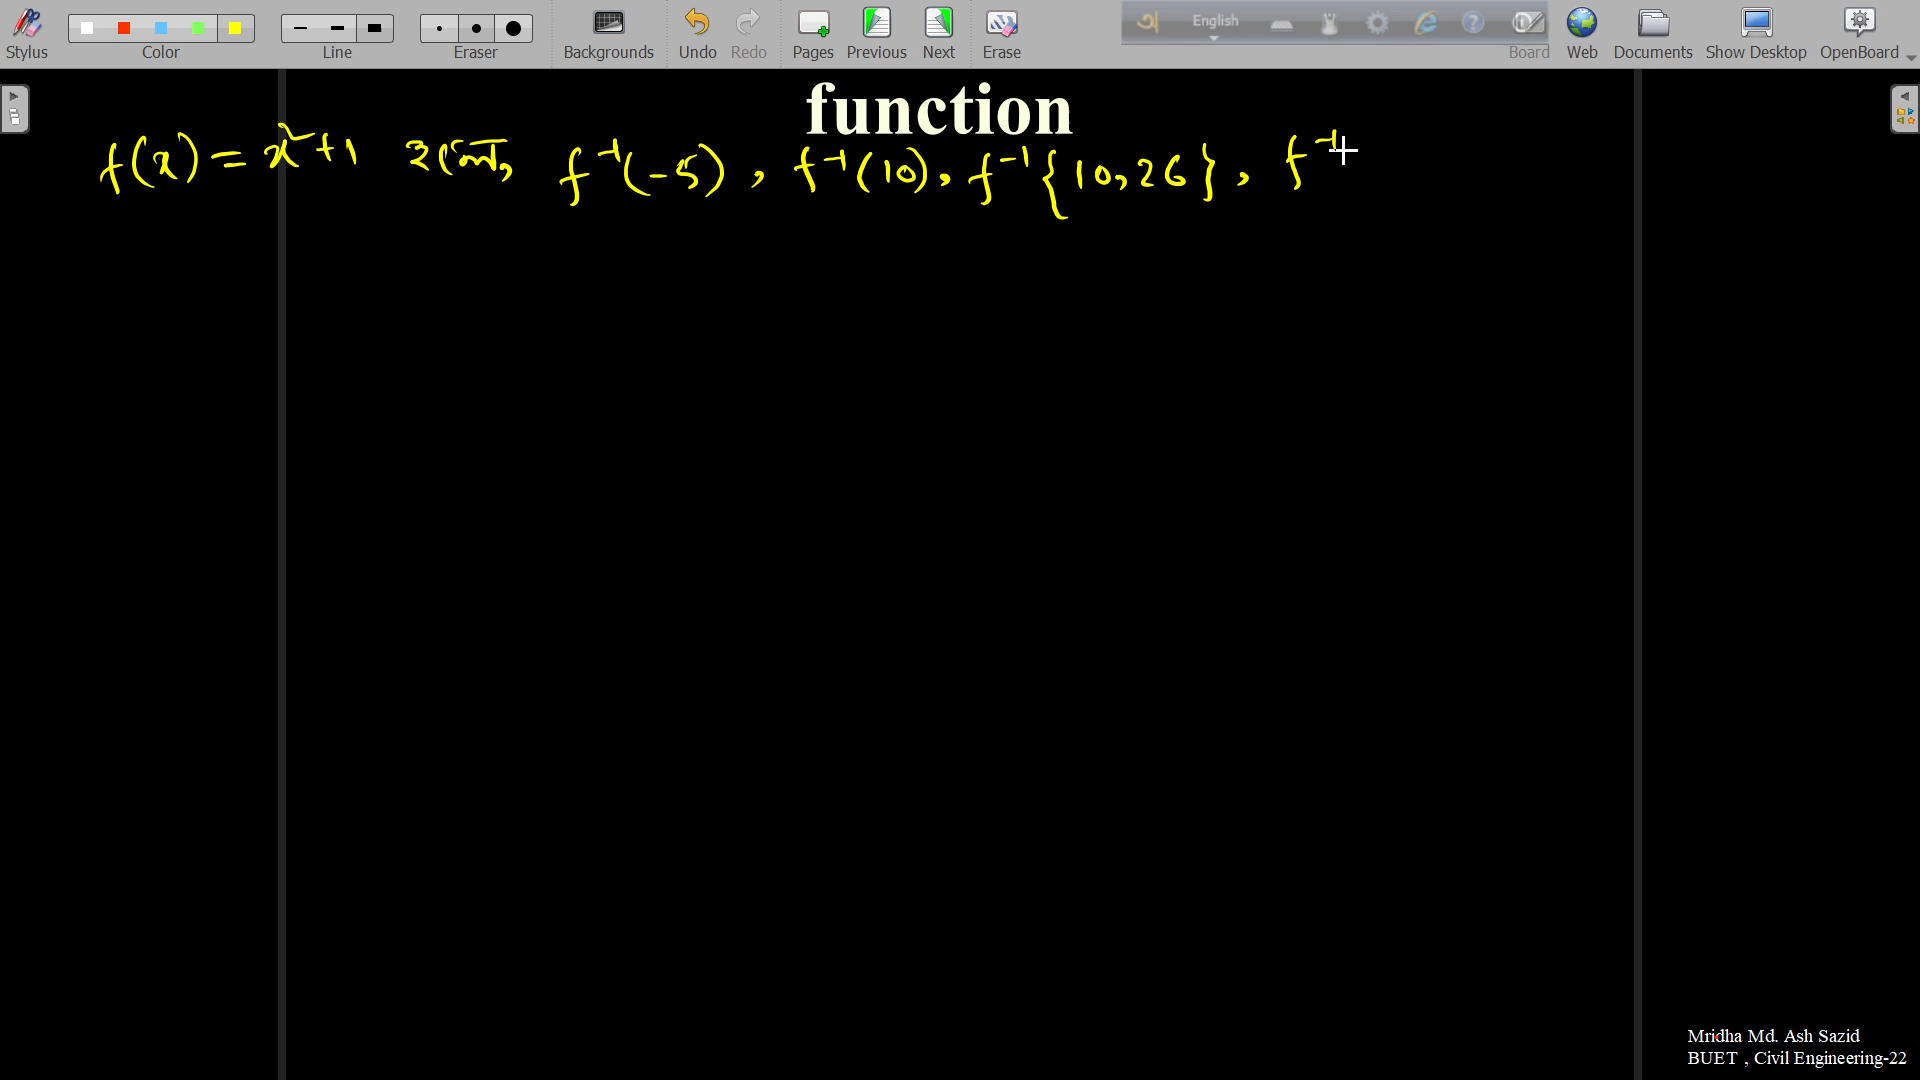 Stylus Color Line Eraser Backgrounds Undo Redo Pages Previous Next Erase English Board Web Documents Show Desktop OpenBoard
function
f(x) = x²+1 হলে, f⁻¹(-5), f⁻¹(10), f⁻¹{10,26}, f⁻¹
Mridha Md. Ash Sazid
BUET , Civil Engineering-22